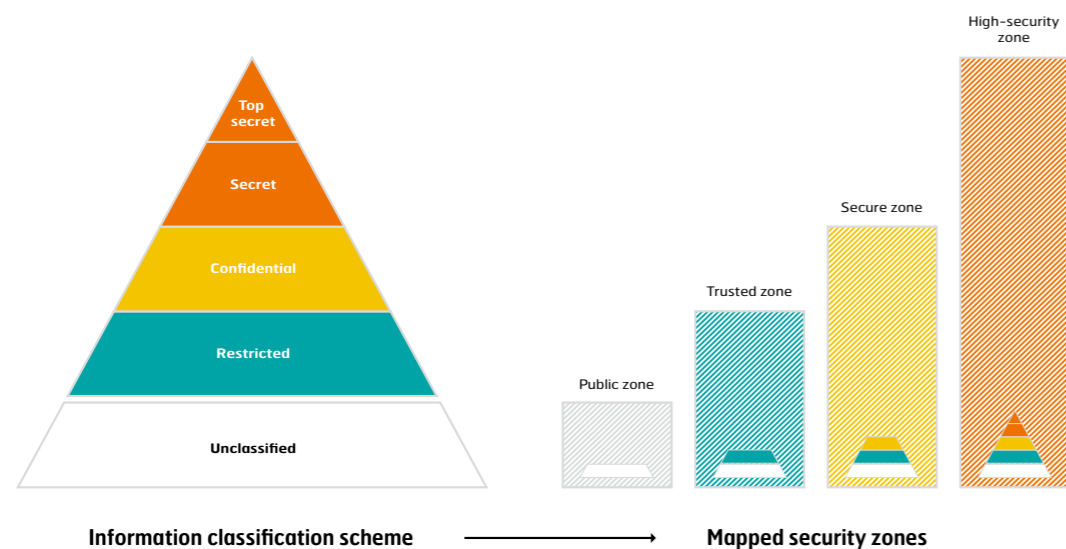 High-security
zone
Top
secret
Secret
Secure zone
Confidential
Trusted zone
Restricted
Public zone
Unclassified
Information classification scheme
Mapped security zones